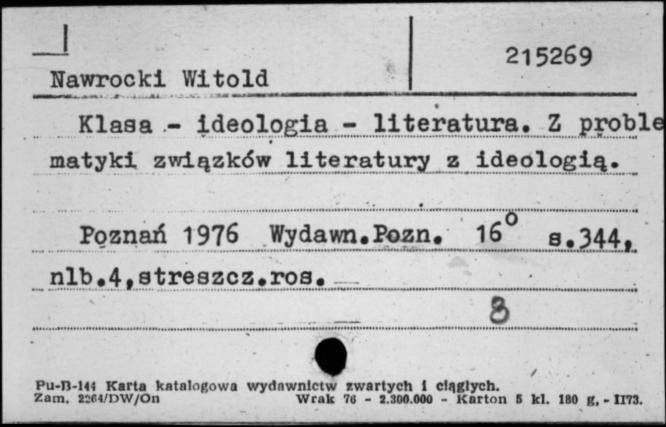 215269
Nawrocki Witold
Klasa - ideologia - literatura. Z proble
matyki związków literatury z ideologią.
Poznań 1976 Wydawn.Pozn. 16° s.344,
nlb.4,streszcz.ros.
8
Pu-B-144 Karta katalogowa wydawnictw zwartych i ciągłych.
Zam. 2264/DW/On Wrak 76 - 2.300.000 - Karton 5 kl. 180 g. - II73.